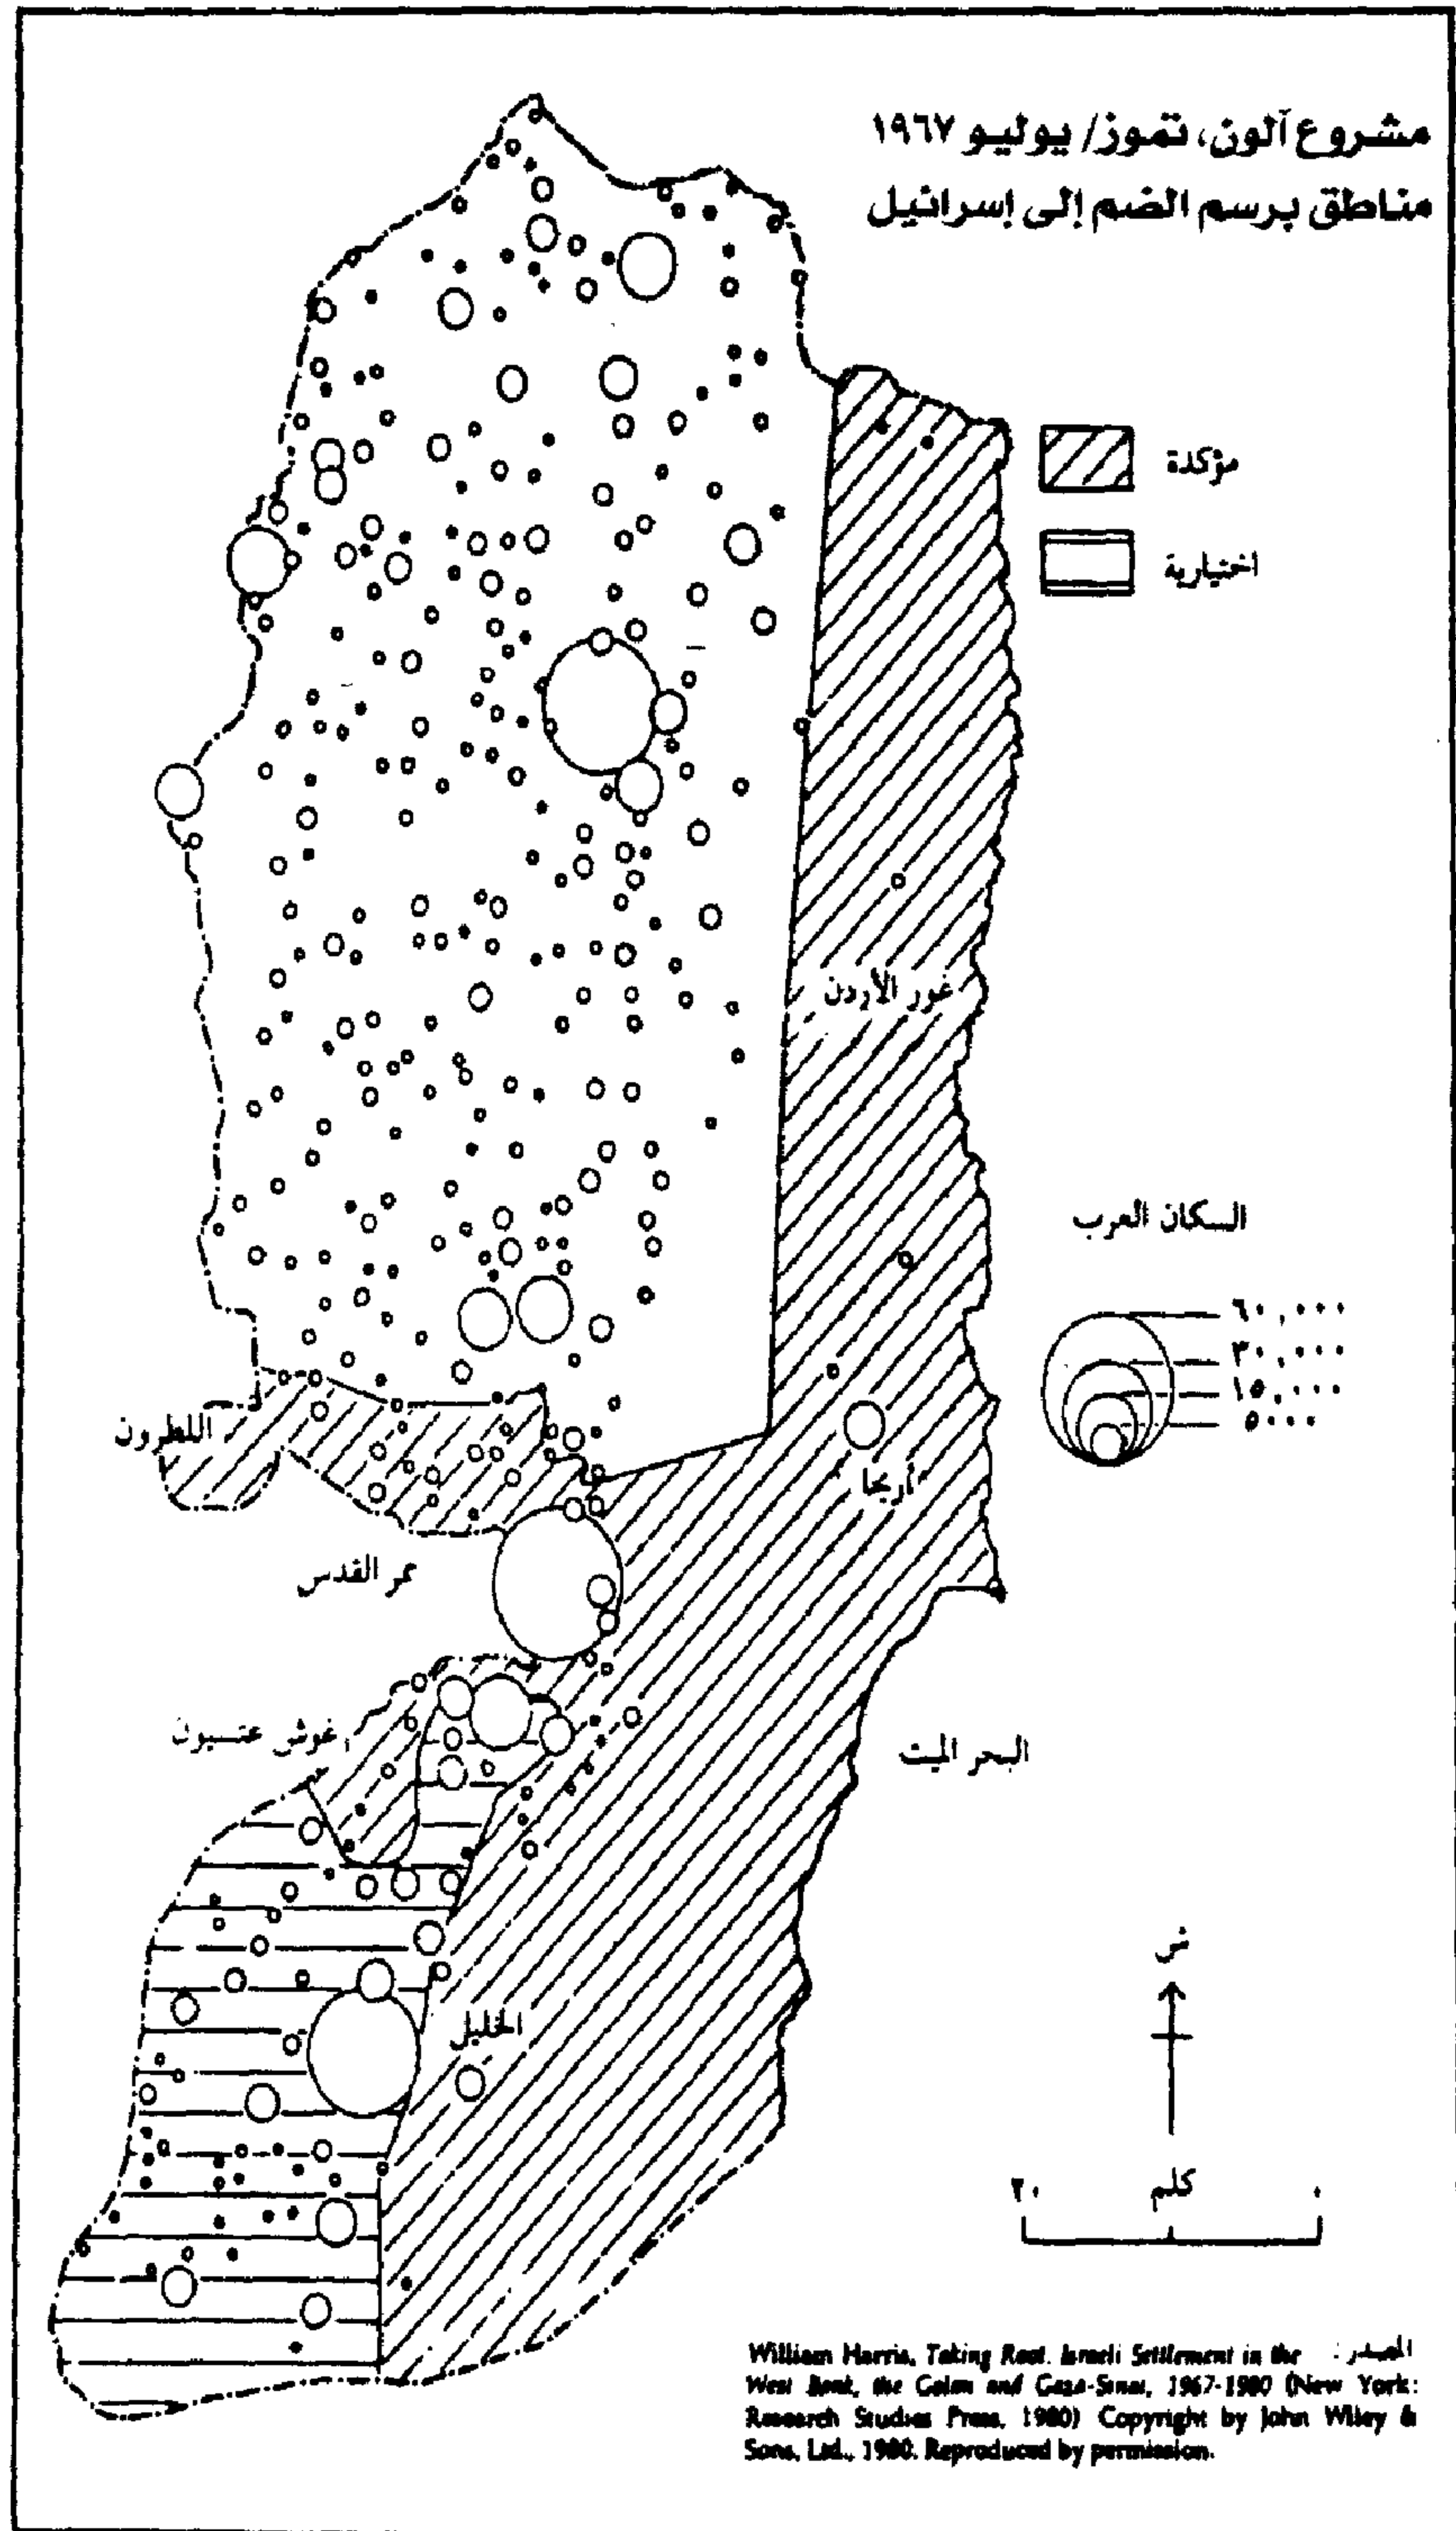 مشروع آلون، تموز/ يوليو ١٩٦٧
مناطق برسم الضم إلى إسرائيل
مؤكدة
اختيارية
غور الأردن
السكان العرب
٦٠,٠٠٠
٣٠,٠٠٠
١٥,٠٠٠
٥٠٠٠
اللطرون
أريحا
ممر القدس
غوش عتسيون
البحر الميت
ش
الخليل
٢٠ كلم ٠
المصدر: William Harris, Taking Root. Israeli Settlement in the
West Bank, the Golan and Gaza-Sinai, 1967-1980 (New York:
Research Studies Press, 1980) Copyright by John Wiley &
Sons, Ltd., 1980. Reproduced by permission.